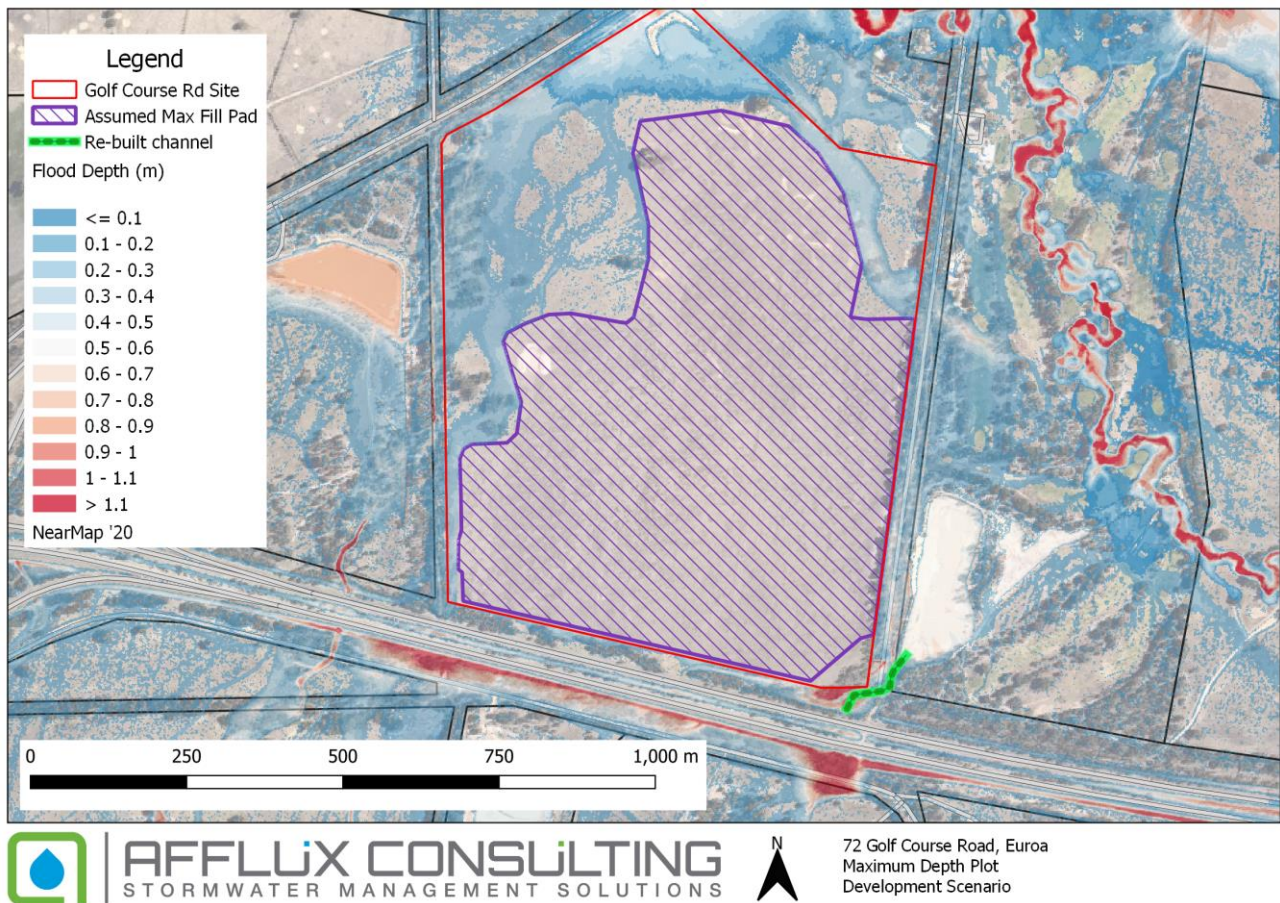 Legend
Golf Course Rd Site
Assumed Max Fill Pad
Re-built channel
Flood Depth (m)
<= 0.1
0.1 - 0.2
0.2 - 0.3
0.3 - 0.4
0.4 - 0.5
0.5 - 0.6
0.6 - 0.7
0.7 - 0.8
0.8 - 0.9
0.9 - 1
1 - 1.1
> 1.1
NearMap '20
0 250 500 750 1,000 m
AFFLUX CONSULTING
STORMWATER MANAGEMENT SOLUTIONS
N
72 Golf Course Road, Euroa
Maximum Depth Plot
Development Scenario